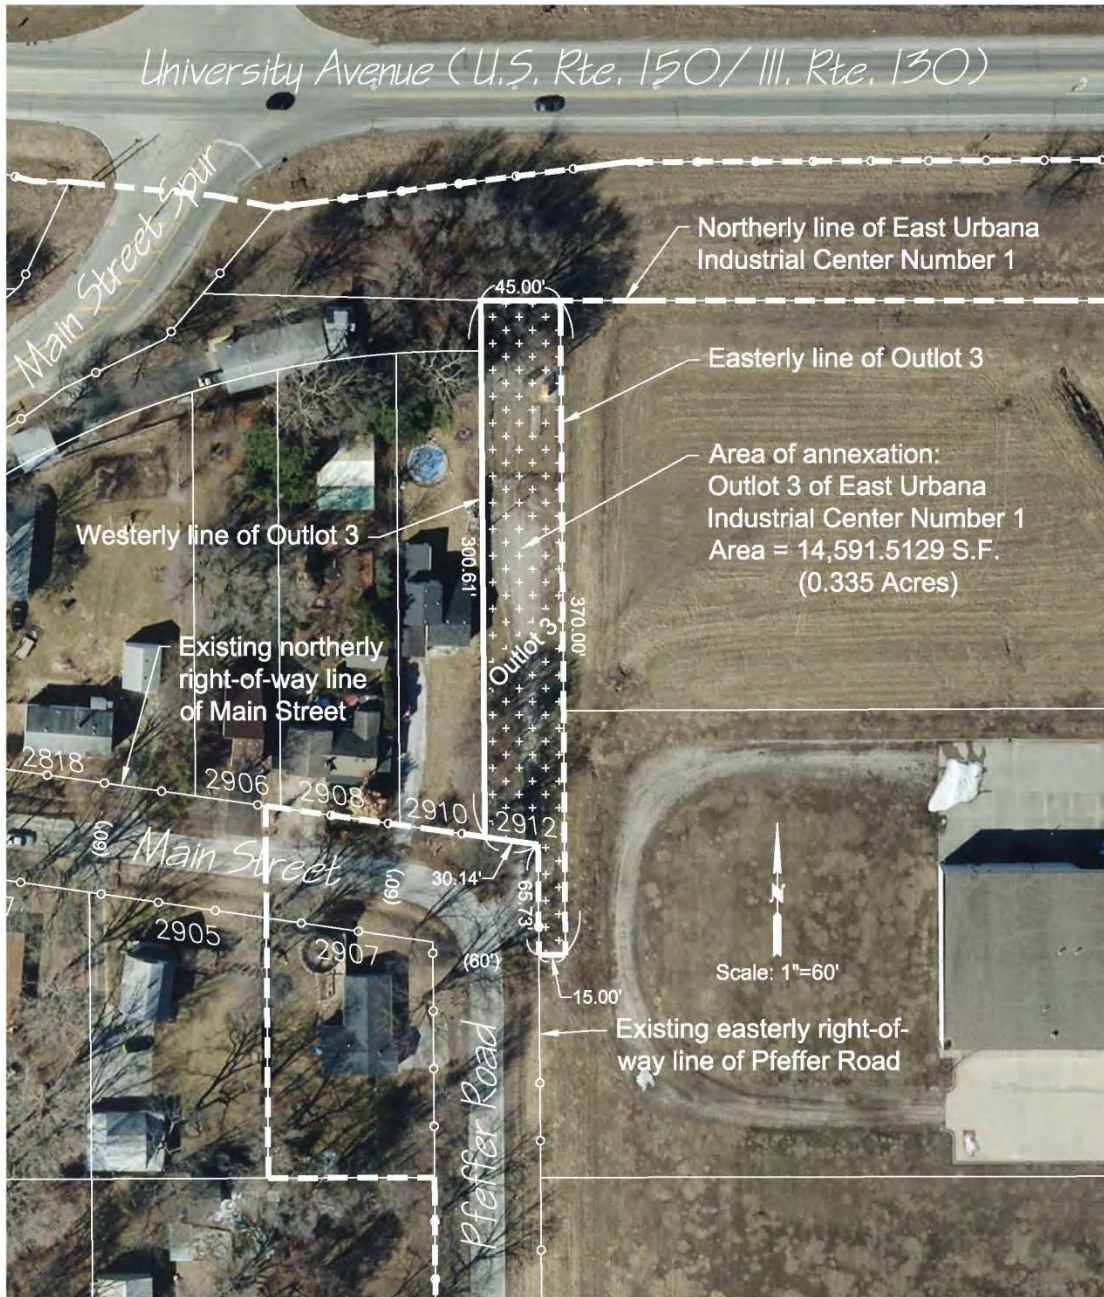 University Avenue (U.S. Rte. 150/ Ill. Rte. 130)
Main Street Spur
Northerly line of East Urbana
Industrial Center Number 1
45.00'
Easterly line of Outlot 3
Area of annexation:
Outlot 3 of East Urbana
Industrial Center Number 1
Area = 14,591.5129 S.F.
(0.335 Acres)
Westerly line of Outlot 3
300.61'
370.00'
Outlot 3
Existing northerly
right-of-way line
of Main Street
2818
2906
2908
2910
2912
(60')
Main Street
(60')
30.14'
65.73'
N
2905
2907
(60')
Scale: 1"=60'
15.00'
Existing easterly right-of-
way line of Pfeffer Road
Pfeffer Road